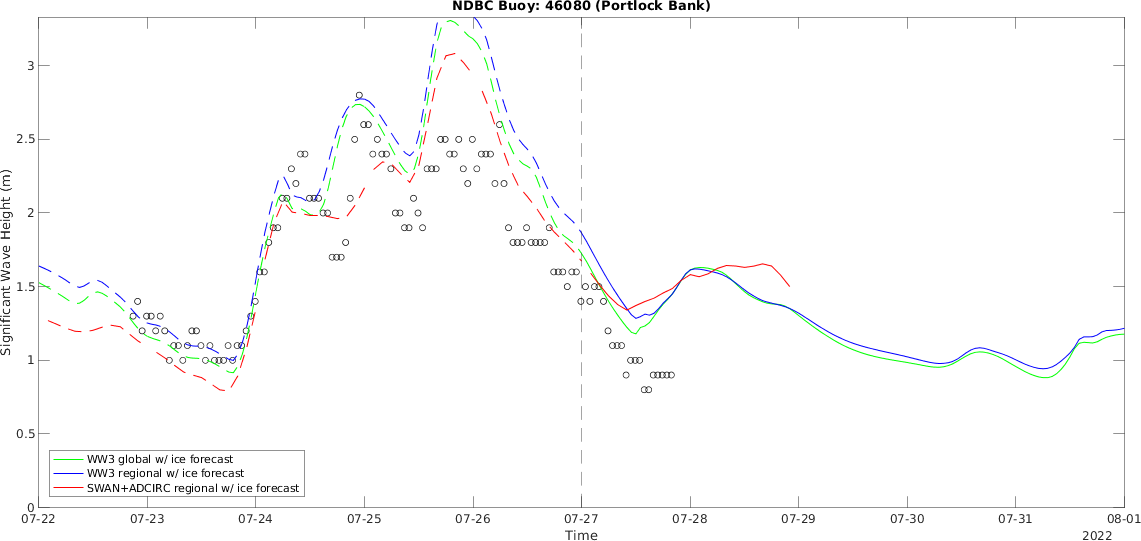 NDBC Buoy: 46080 (Portlock Bank)
3
2.5
2
1.5
1
0.5
0
Significant Wave Height (m)
WW3 global w/ ice forecast
WW3 regional w/ ice forecast
SWAN+ADCIRC regional w/ ice forecast
07-22 07-23 07-24 07-25 07-26 07-27 07-28 07-29 07-30 07-31 08-01
Time
2022